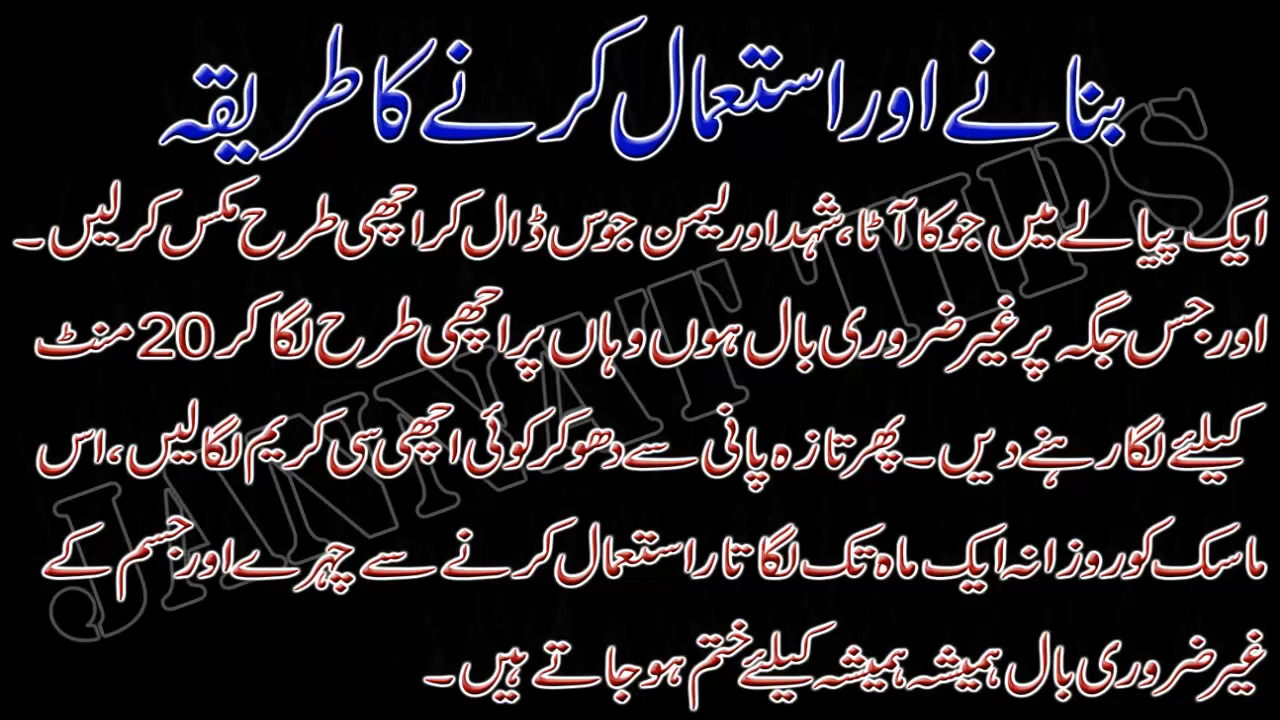 بنانے اور استعمال کرنے کا طریقہ
ایک پیالے میں جو کا آٹا، شہد اور لیمن جوس ڈال کر اچھی طرح مکس کر لیں۔
اور جس جگہ پر غیر ضروری بال ہوں وہاں پر اچھی طرح لگا کر 20 منٹ
کیلئے لگا رہنے دیں۔ پھر تازہ پانی سے دھو کر کوئی اچھی سی کریم لگا لیں، اس
ماسک کو روزانہ ایک ماہ تک لگاتار استعمال کرنے سے چہرے اور جسم کے
غیر ضروری بال ہمیشہ ہمیشہ کیلئے ختم ہو جاتے ہیں۔
JANNAT TIPS